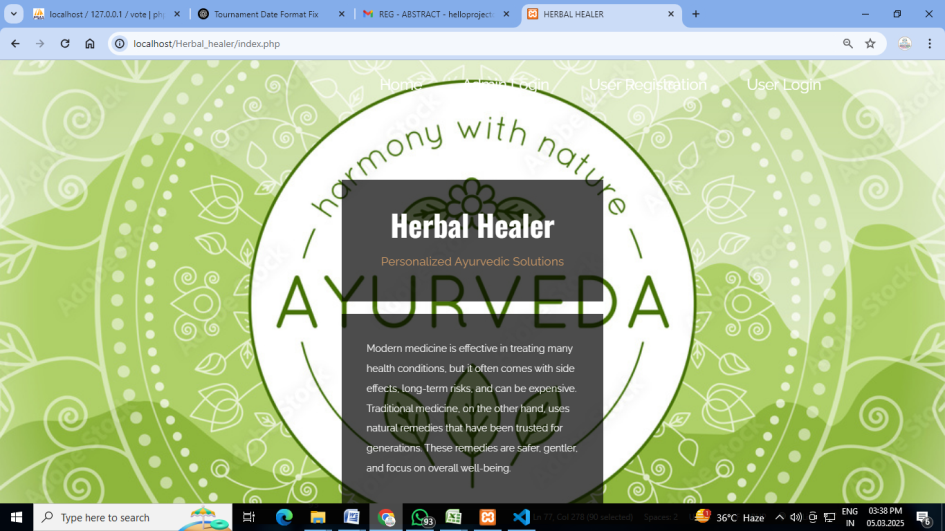 localhost / 127.0.0.1 / vote | ph
Tournament Date Format Fix
REG - ABSTRACT - helloproject
HERBAL HEALER
localhost/Herbal_healer/index.php
Home
Admin Login
User Registration
User Login
harmony with nature
Herbal Healer
Personalized Ayurvedic Solutions
AYURVEDA
Modern medicine is effective in treating many
health conditions, but it often comes with side
effects, long-term risks, and can be expensive.
Traditional medicine, on the other hand, uses
natural remedies that have been trusted for
generations. These remedies are safer, gentler,
and focus on overall well-being.
Adobe Stock
Type here to search
93
Ln 77, Col 278 (90 selected) Spaces: 2
36°C Haze
ENG
IN
03:38 PM
05.03.2025